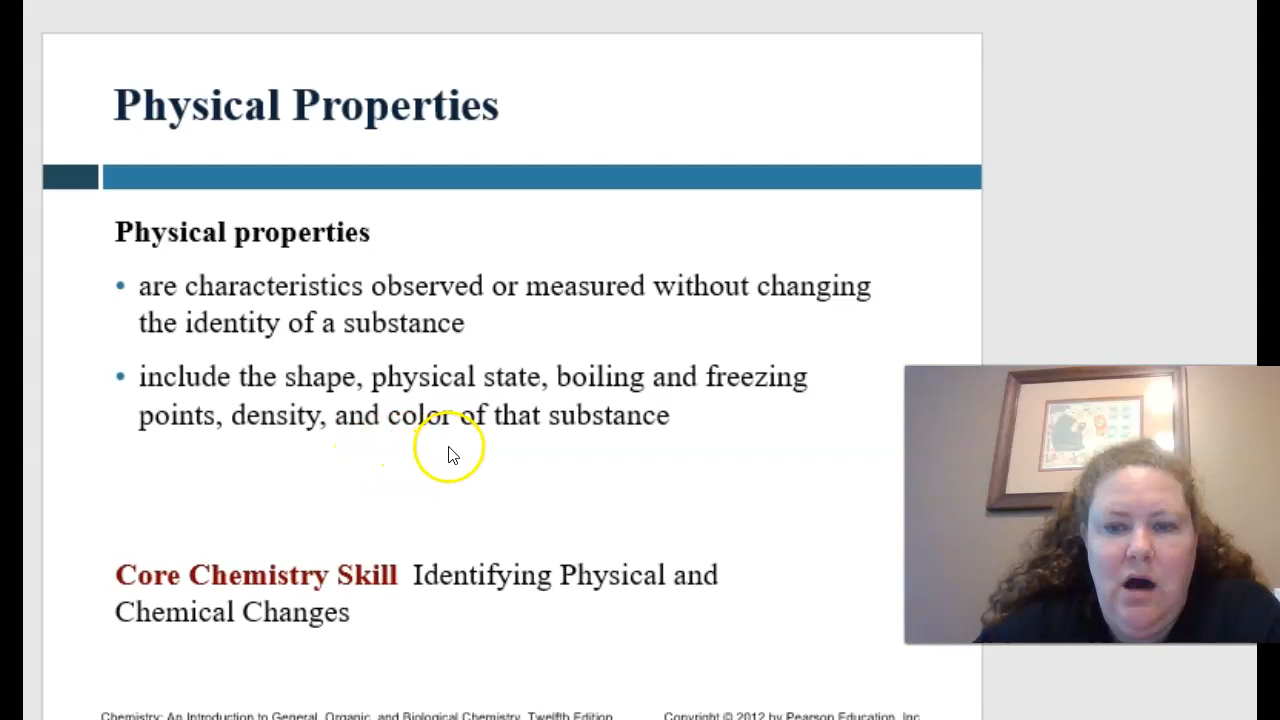 Physical Properties
Physical properties
• are characteristics observed or measured without changing
the identity of a substance
• include the shape, physical state, boiling and freezing
points, density, and color of that substance
Core Chemistry Skill Identifying Physical and
Chemical Changes
Chemistry: An Introduction to General, Organic, and Biological Chemistry, Twelfth Edition
Copyright © 2012 by Pearson Education, Inc.